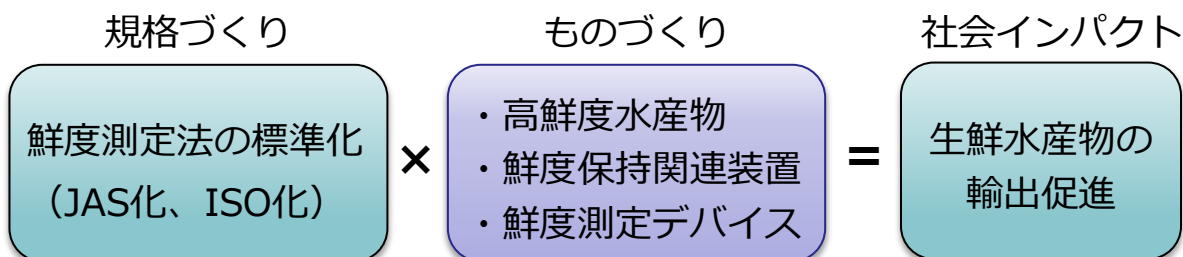 規格づくり
ものづくり
社会インパクト
鮮度測定法の標準化
（JAS化、ISO化）
×
・高鮮度水産物
・鮮度保持関連装置
・鮮度測定デバイス
=
生鮮水産物の
輸出促進